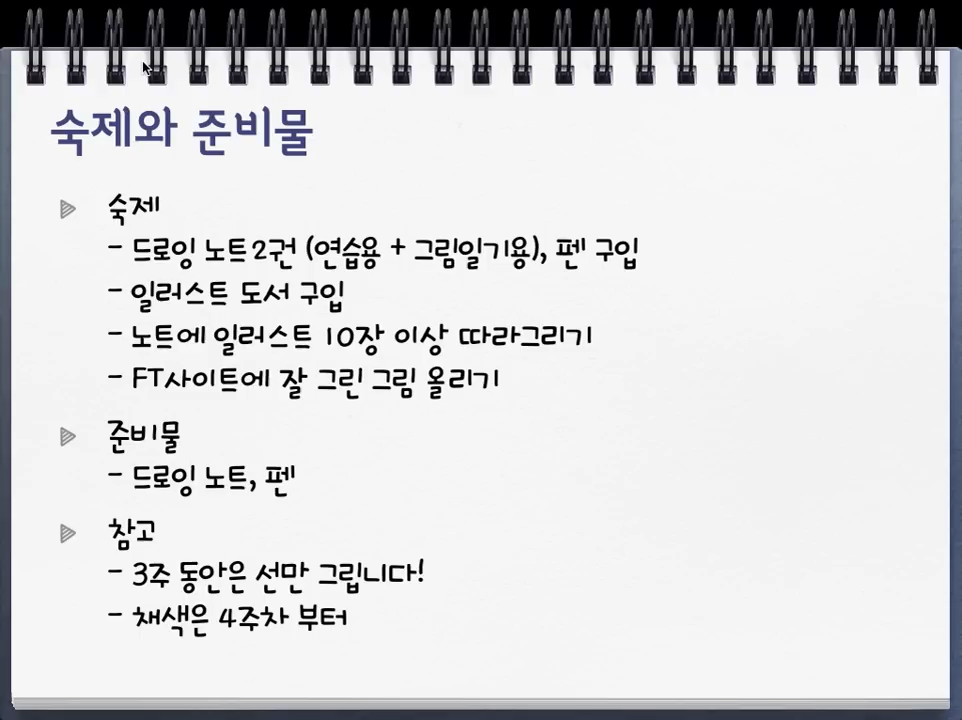 숙제와 준비물
숙제
- 드로잉 노트2권 (연습용 + 그림일기용), 펜 구입
- 일러스트 도서 구입
- 노트에 일러스트 10장 이상 따라그리기
- FT사이트에 잘 그린 그림 올리기
준비물
- 드로잉 노트, 펜
참고
- 3주 동안은 선만 그립니다!
- 채색은 4주차 부터